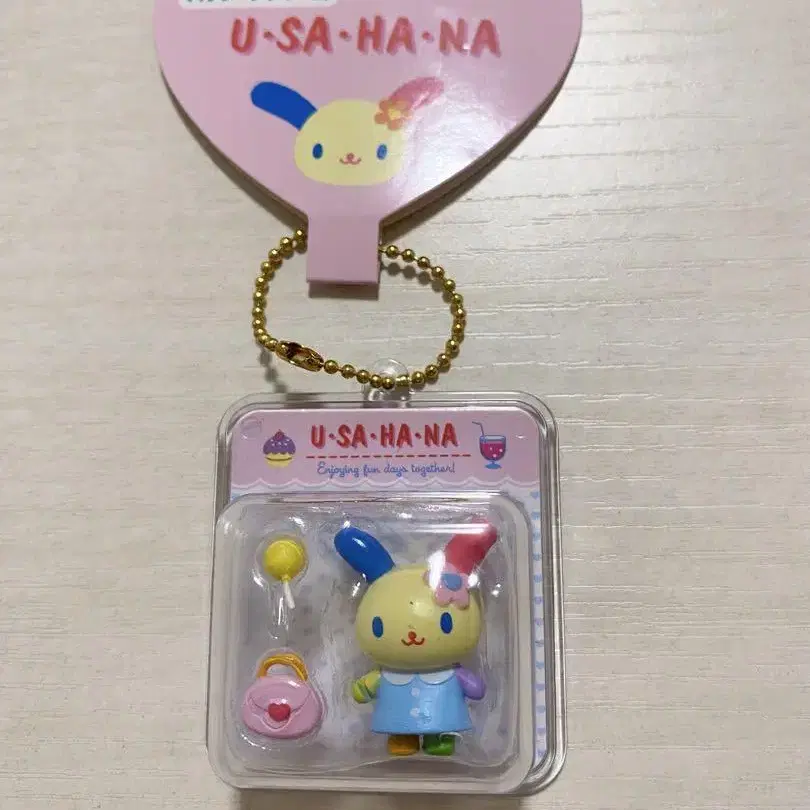 U·SA·HA·NA
U·SA·HA·NA
Enjoying fun days together!